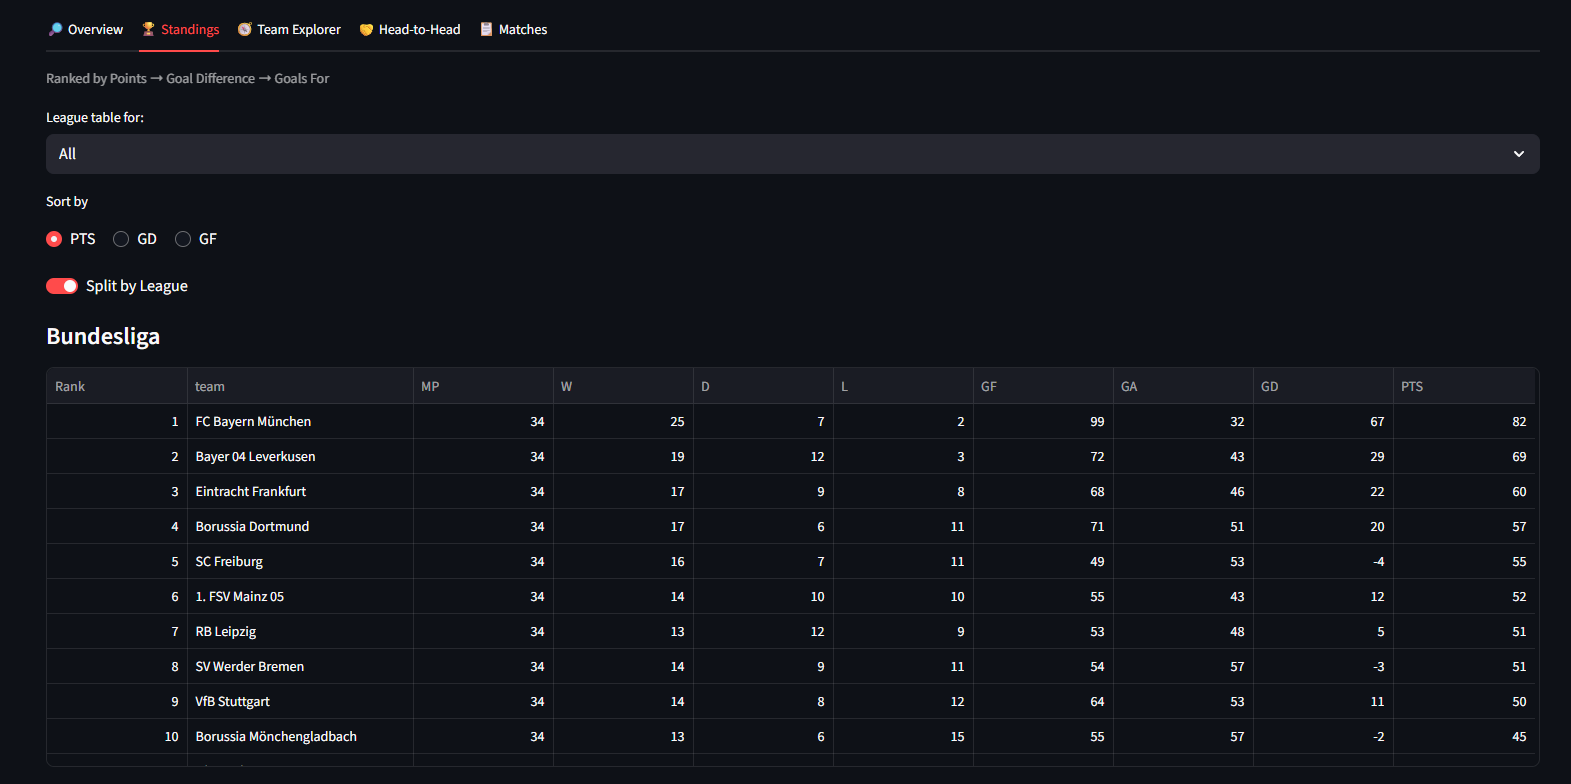 Overview Standings Team Explorer Head-to-Head Matches
Ranked by Points → Goal Difference → Goals For
League table for:
All
Sort by
PTS GD GF
Split by League
Bundesliga
Rank team MP W D L GF GA GD PTS
1 FC Bayern München 34 25 7 2 99 32 67 82
2 Bayer 04 Leverkusen 34 19 12 3 72 43 29 69
3 Eintracht Frankfurt 34 17 9 8 68 46 22 60
4 Borussia Dortmund 34 17 6 11 71 51 20 57
5 SC Freiburg 34 16 7 11 49 53 -4 55
6 1. FSV Mainz 05 34 14 10 10 55 43 12 52
7 RB Leipzig 34 13 12 9 53 48 5 51
8 SV Werder Bremen 34 14 9 11 54 57 -3 51
9 VfB Stuttgart 34 14 8 12 64 53 11 50
10 Borussia Mönchengladbach 34 13 6 15 55 57 -2 45